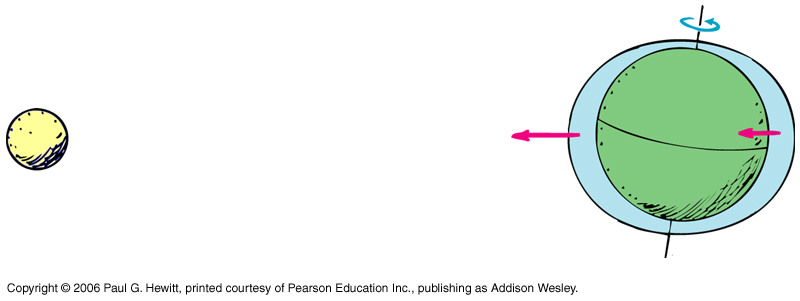 Copyright © 2006 Paul G. Hewitt, printed courtesy of Pearson Education Inc., publishing as Addison Wesley.